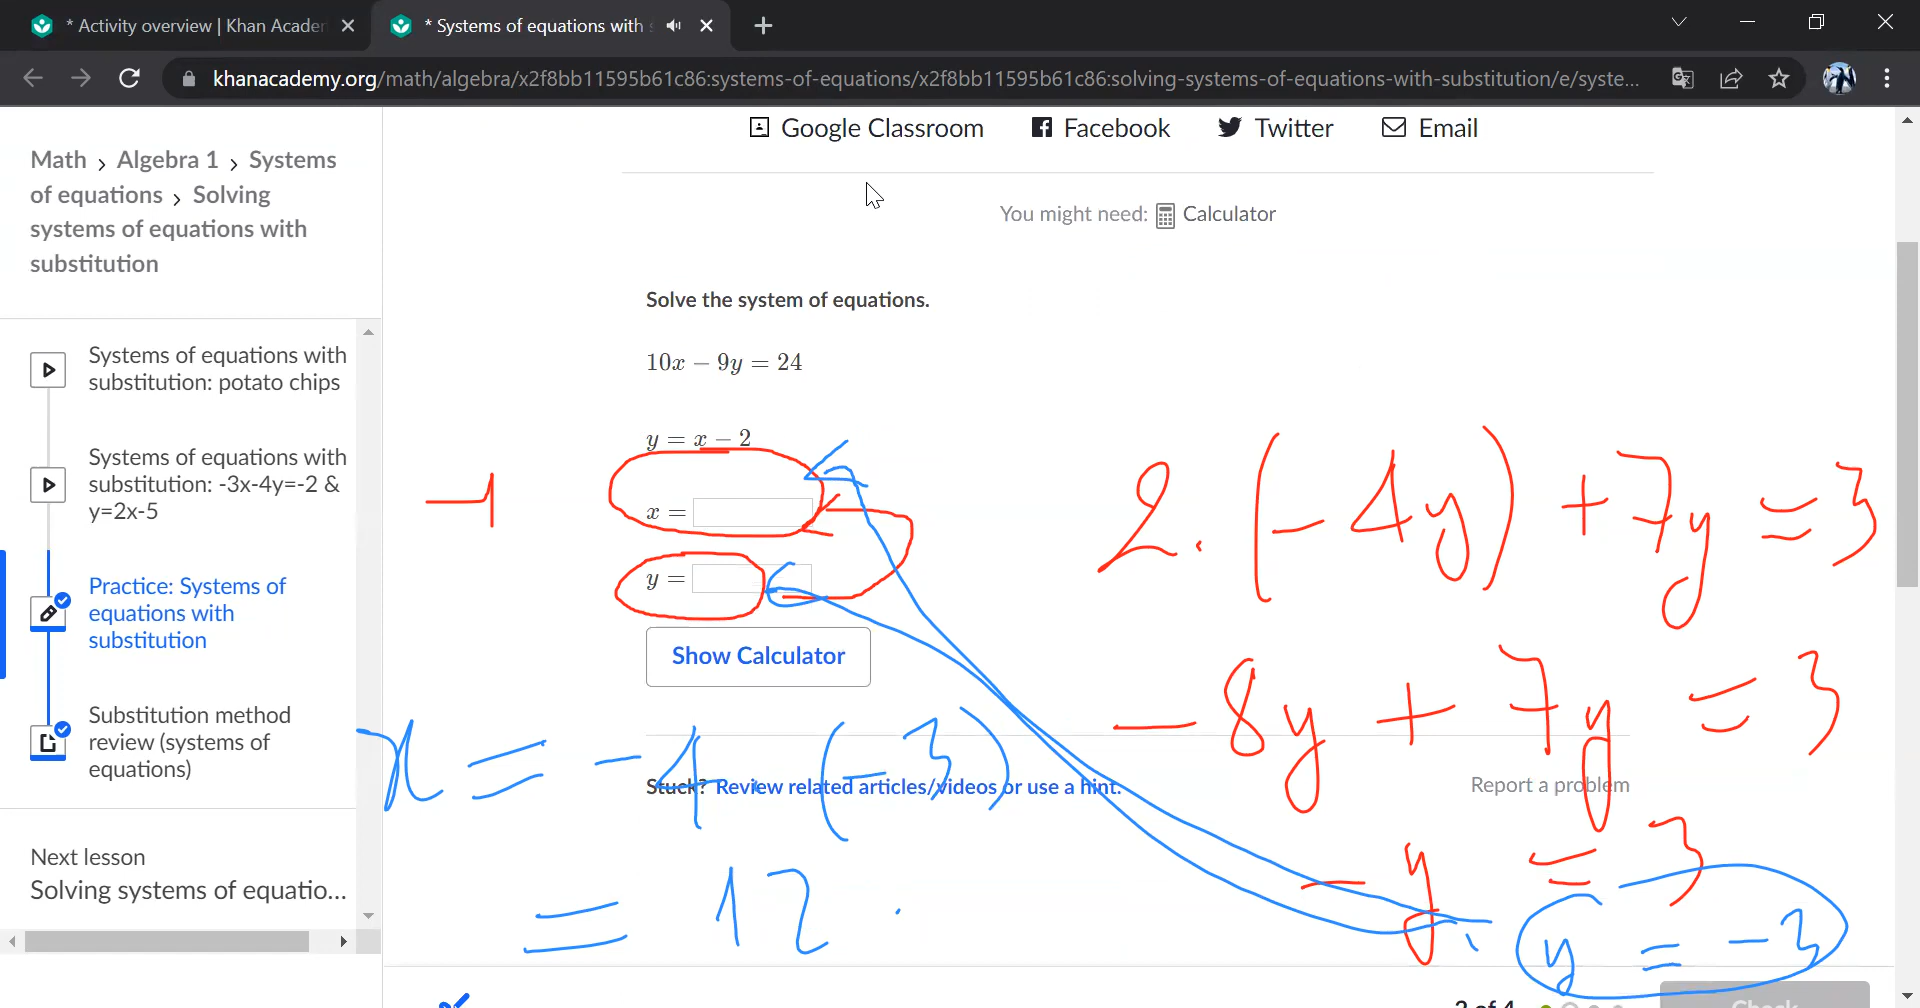 * Activity overview | Khan Acader
* Systems of equations with s
khanacademy.org/math/algebra/x2f8bb11595b61c86:systems-of-equations/x2f8bb11595b61c86:solving-systems-of-equations-with-substitution/e/syste...
Math > Algebra 1 > Systems
of equations > Solving
systems of equations with
substitution
Systems of equations with
substitution: potato chips
Systems of equations with
substitution: -3x-4y=-2 &
y=2x-5
Practice: Systems of
equations with
substitution
Substitution method
review (systems of
equations)
Next lesson
Solving systems of equatio...
Google Classroom Facebook Twitter Email
You might need: Calculator
Solve the system of equations.
10x − 9y = 24
y = x − 2
x =
y =
Show Calculator
Stuck? Review related articles/videos or use a hint.
Report a problem
2 of 4
Check
−1
2. (−4y) + 7y = 3
−8y + 7y = 3
−y = 3
y = −3
x = −4 . (−3)
= 12 .